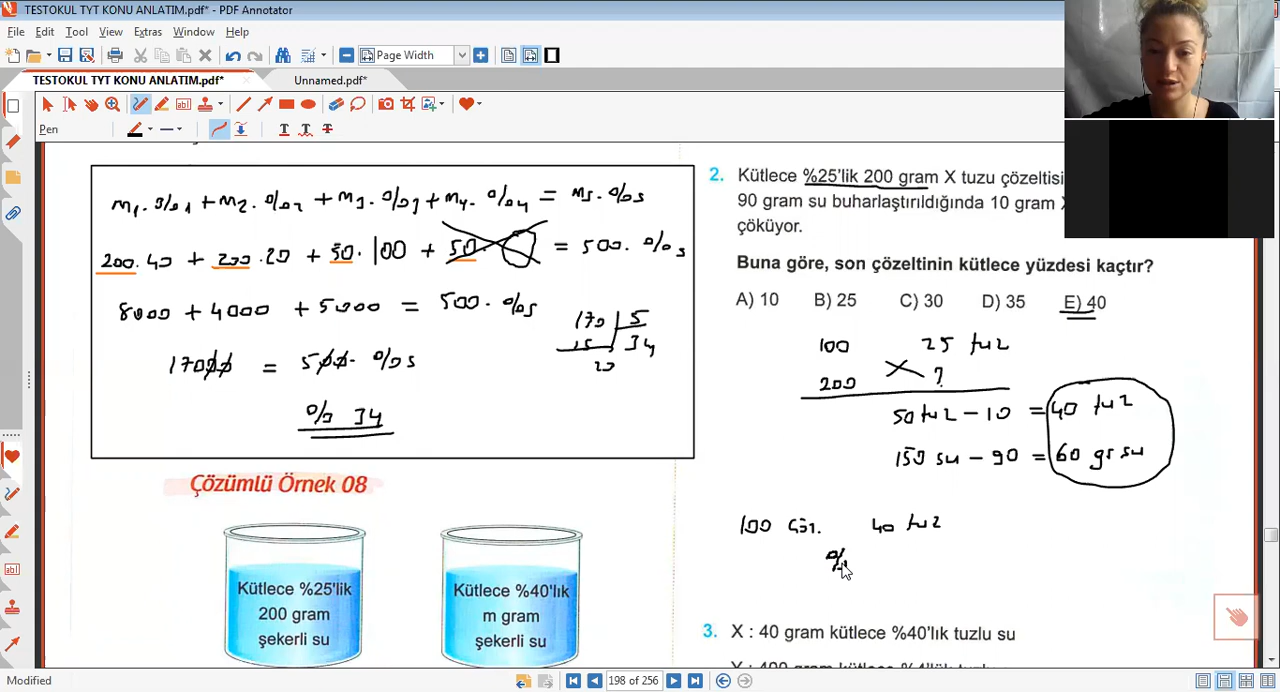 TESTOKUL TYT KONU ANLATIM.pdf* - PDF Annotator
File Edit Tool View Extras Window Help
Page Width
TESTOKUL TYT KONU ANLATIM.pdf* Unnamed.pdf*
Pen
m1.%1 + m2.%2 + m3.%3 + m4.%4 = ms.%s
200.40 + 200.20 + 50.100 + 50.0 = 500.%s
8000 + 4000 + 5000 = 500.%s
17000 = 500.%s
170 5
15 34
20
% 34
Çözümlü Örnek 08
Kütlece %25'lik
200 gram
şekerli su
Kütlece %40'lık
m gram
şekerli su
2. Kütlece %25'lik 200 gram X tuzu çözeltisi
90 gram su buharlaştırıldığında 10 gram
çöküyor.
Buna göre, son çözeltinin kütlece yüzdesi kaçtır?
A) 10 B) 25 C) 30 D) 35 E) 40
100 25 tuz
200 ?
50 tuz - 10 = 40 tuz
150 su - 90 = 60 gr su
100 çöz. 40 tuz
%
3. X : 40 gram kütlece %40'lık tuzlu su
Modified
198 of 256